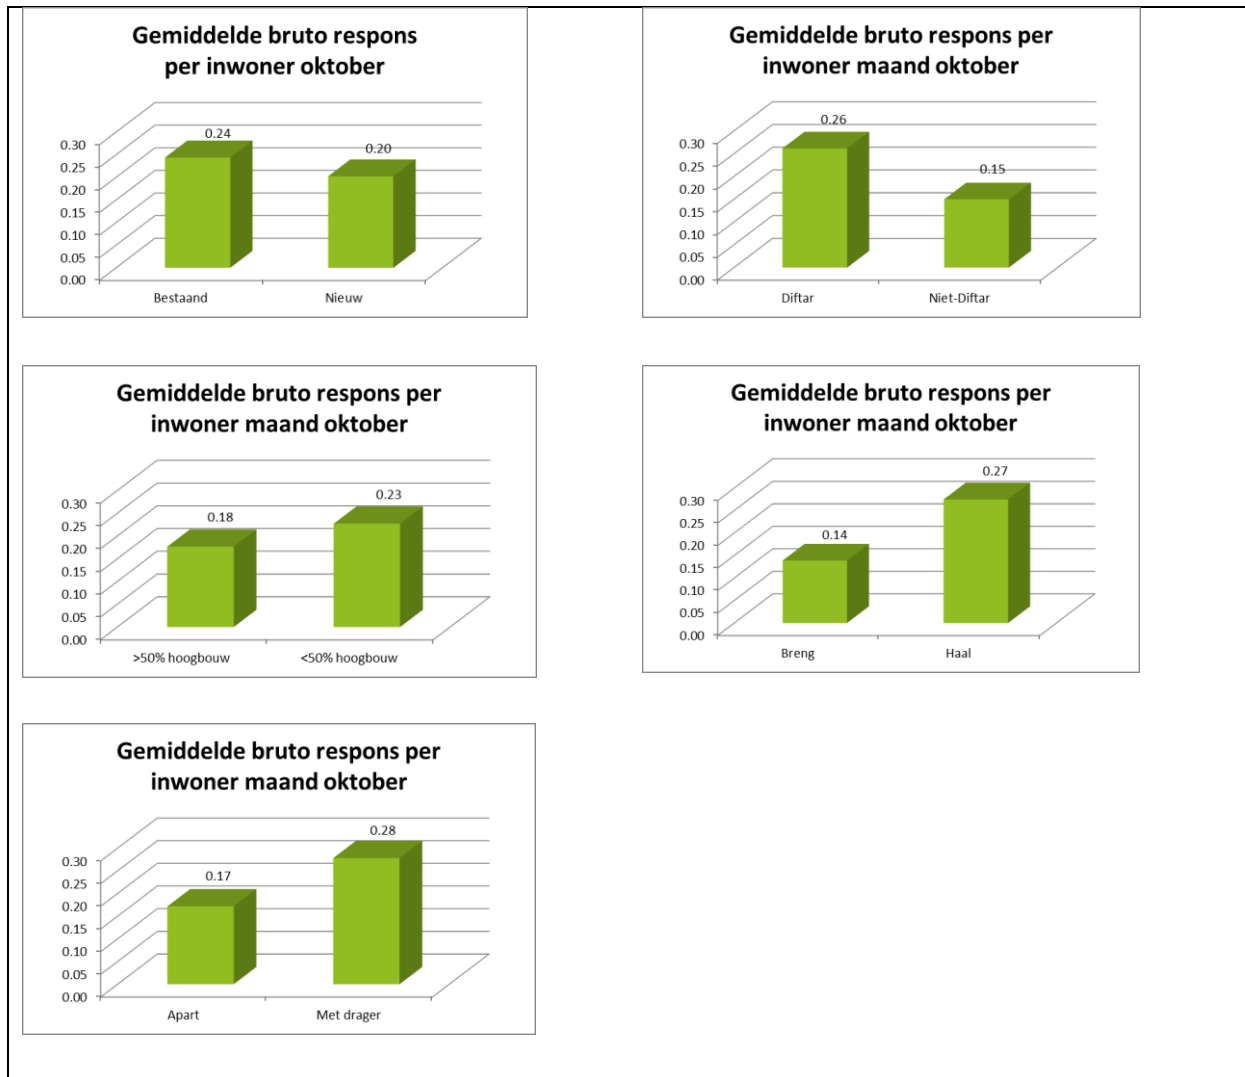 Gemiddelde bruto respons
per inwoner oktober
0.30
0.25
0.20
0.15
0.10
0.05
0.00
0.24
0.20
Bestaand
Nieuw
Gemiddelde bruto respons per
inwoner maand oktober
0.30
0.25
0.20
0.15
0.10
0.05
0.00
0.26
0.15
Diftar
Niet-Diftar
Gemiddelde bruto respons per
inwoner maand oktober
0.30
0.25
0.20
0.15
0.10
0.05
0.00
0.18
0.23
>50% hoogbouw
<50% hoogbouw
Gemiddelde bruto respons per
inwoner maand oktober
0.30
0.25
0.20
0.15
0.10
0.05
0.00
0.14
0.27
Breng
Haal
Gemiddelde bruto respons per
inwoner maand oktober
0.30
0.25
0.20
0.15
0.10
0.05
0.00
0.17
0.28
Apart
Met drager